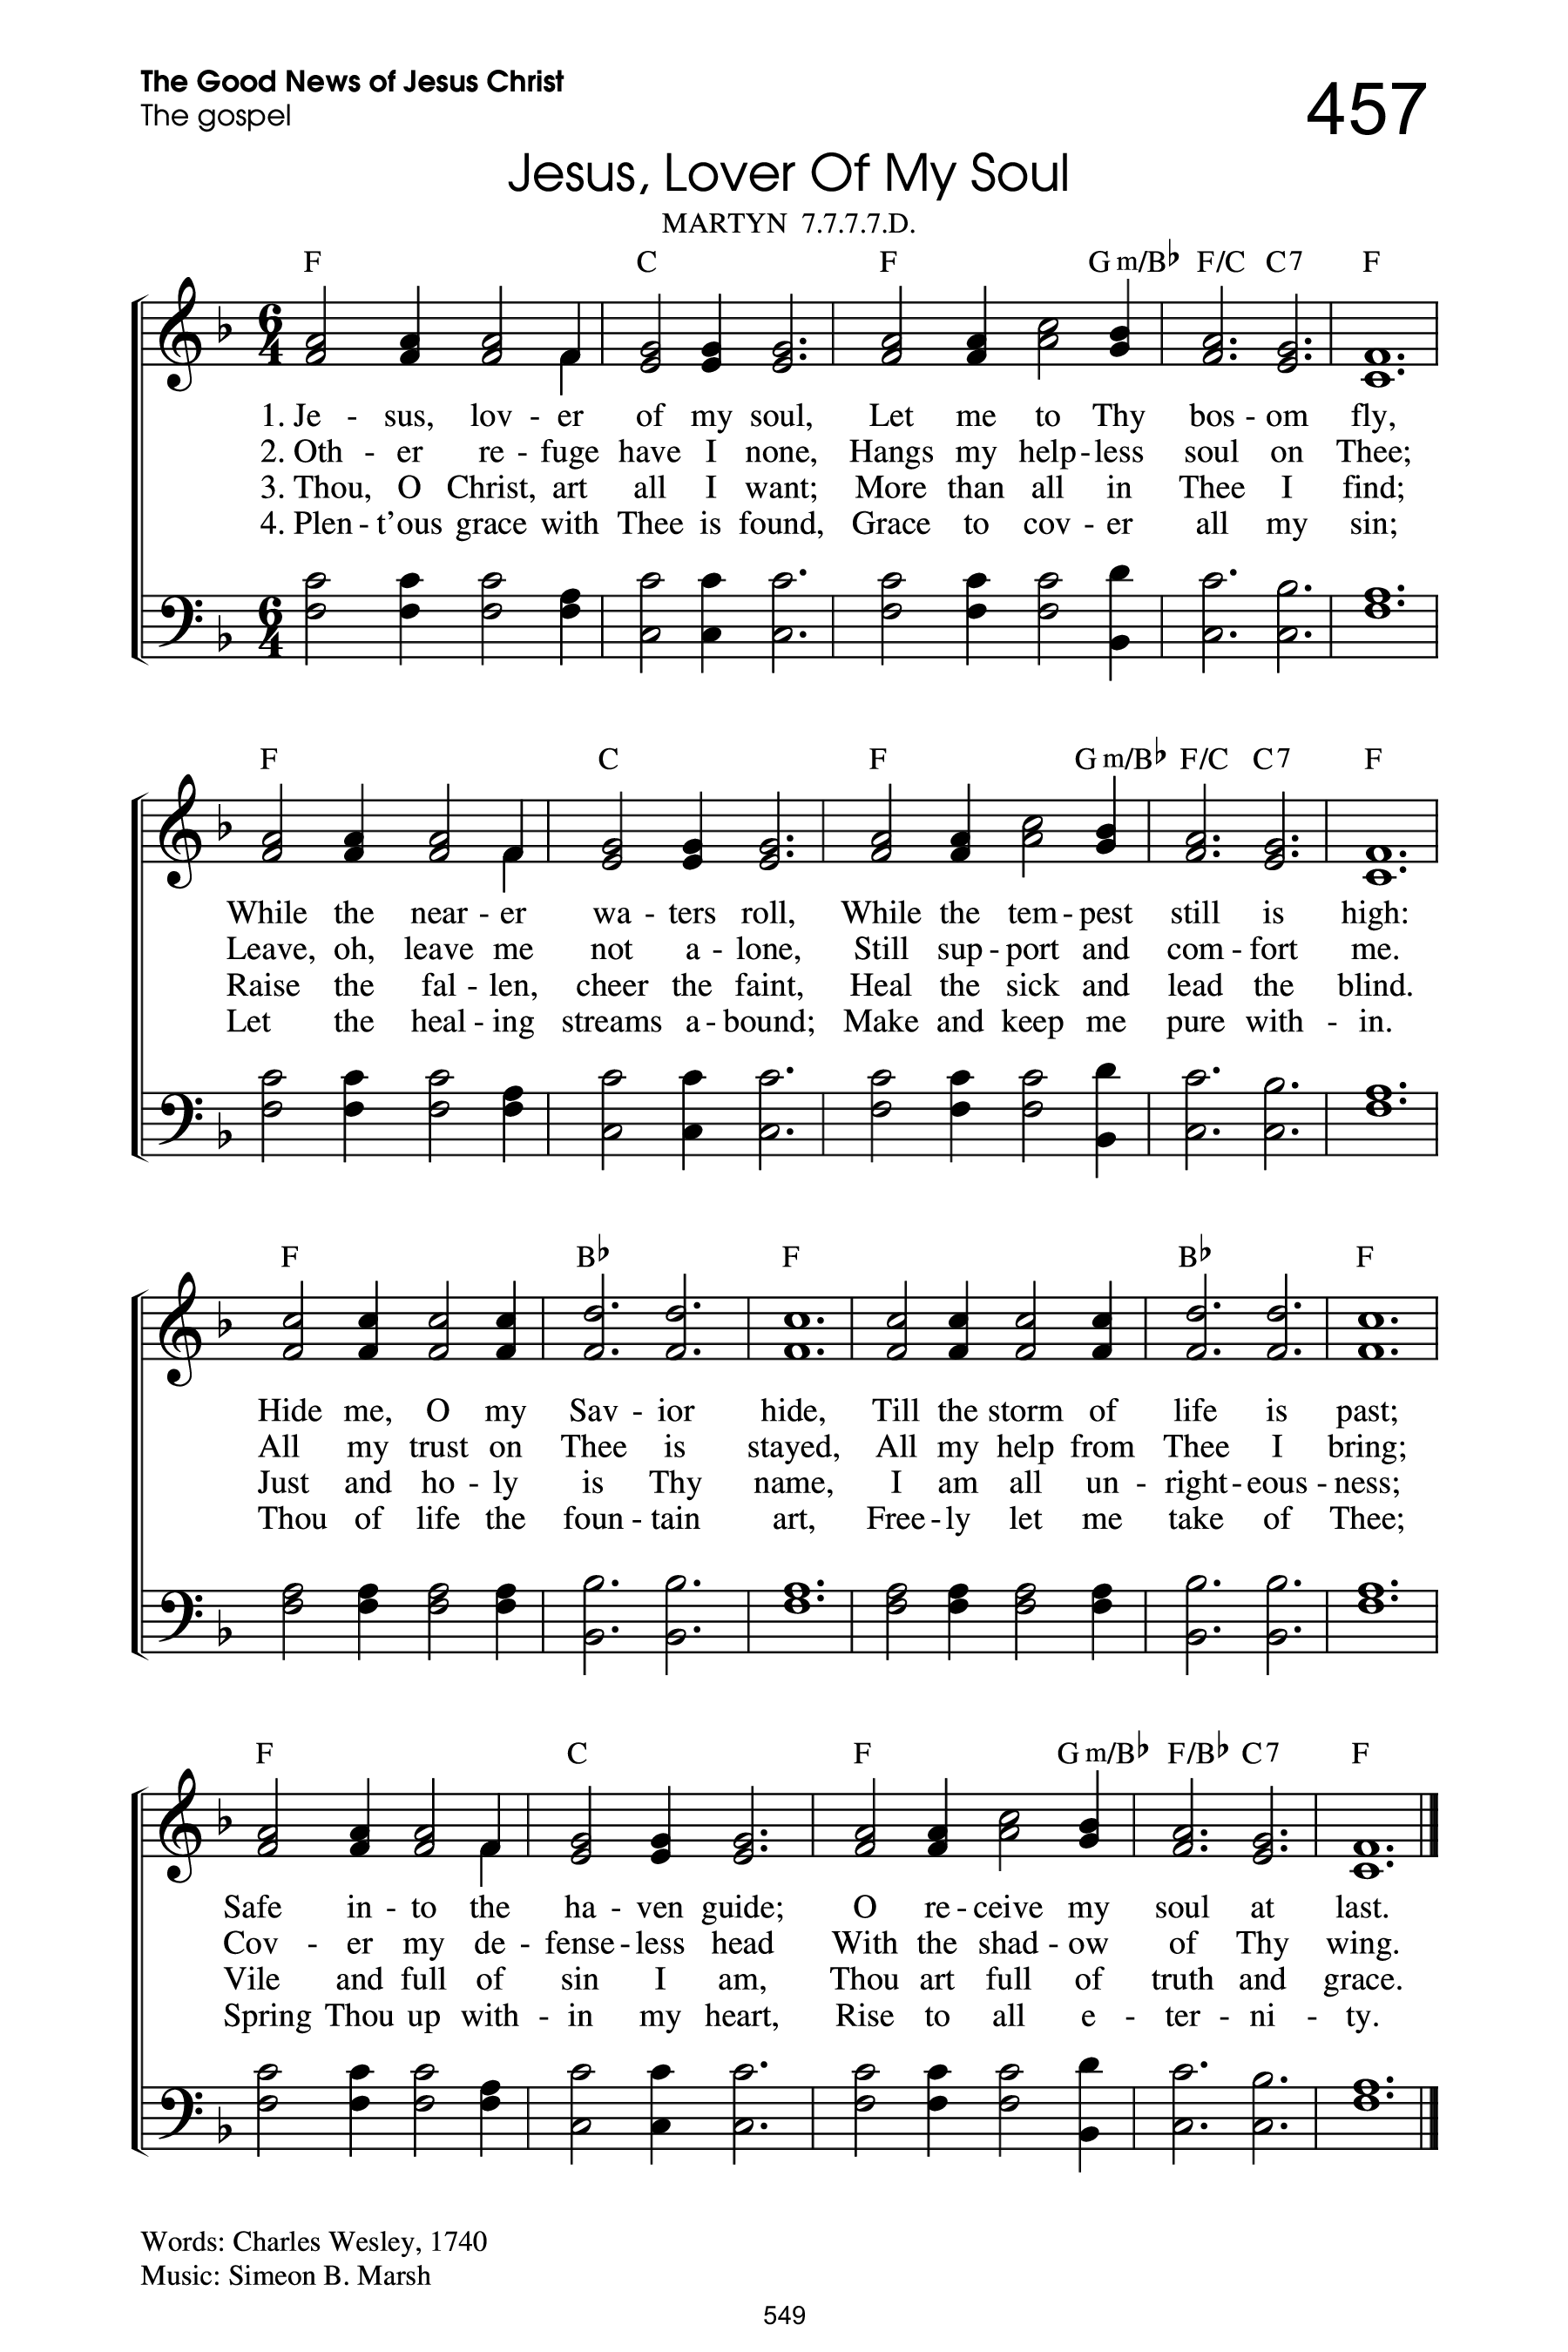 The Good News of Jesus Christ
The gospel
457
Jesus, Lover Of My Soul
MARTYN 7.7.7.7.D.
F C F Gm/B♭ F/C C7 F
6/4
1. Je - sus, lov - er of my soul, Let me to Thy bos - om fly,
2. Oth - er re - fuge have I none, Hangs my help - less soul on Thee;
3. Thou, O Christ, art all I want; More than all in Thee I find;
4. Plen - t'ous grace with Thee is found, Grace to cov - er all my sin;
6/4
F C F Gm/B♭ F/C C7 F
While the near - er wa - ters roll, While the tem - pest still is high:
Leave, oh, leave me not a - lone, Still sup - port and com - fort me.
Raise the fal - len, cheer the faint, Heal the sick and lead the blind.
Let the heal - ing streams a - bound; Make and keep me pure with - in.
F B♭ F B♭ F
Hide me, O my Sav - ior hide, Till the storm of life is past;
All my trust on Thee is stayed, All my help from Thee I bring;
Just and ho - ly is Thy name, I am all un - right - eous - ness;
Thou of life the foun - tain art, Free - ly let me take of Thee;
F C F Gm/B♭ F/B♭ C7 F
Safe in - to the ha - ven guide; O re - ceive my soul at last.
Cov - er my de - fense - less head With the shad - ow of Thy wing.
Vile and full of sin I am, Thou art full of truth and grace.
Spring Thou up with - in my heart, Rise to all e - ter - ni - ty.
Words: Charles Wesley, 1740
Music: Simeon B. Marsh
549